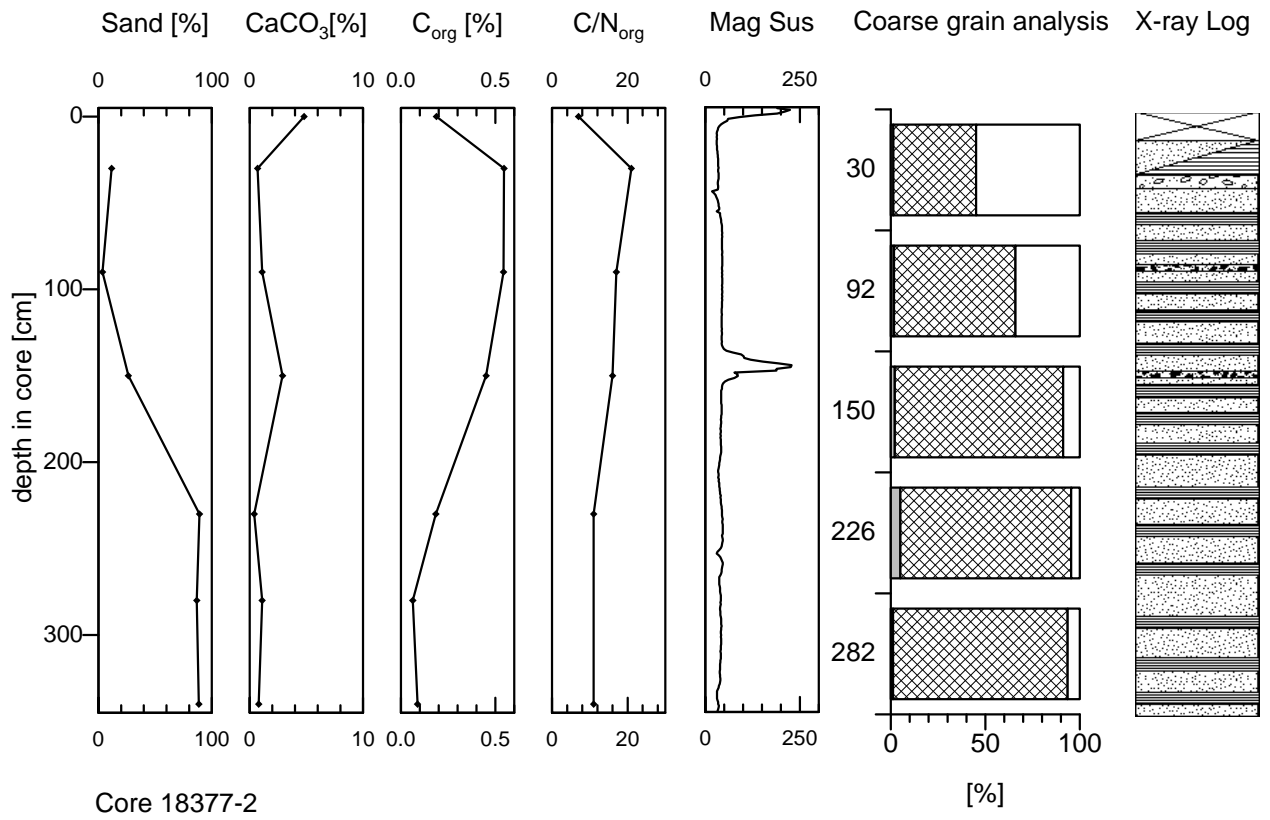 Sand [%] CaCO₃[%] C_org [%] C/N_org Mag Sus Coarse grain analysis X-ray Log
0 100 0 10 0.0 0.5 0 20 0 250
0
30
92
100
150
200
226
282
300
depth in core [cm]
0 100 0 10 0.0 0.5 0 20 0 250 0 50 100
[%]
Core 18377-2